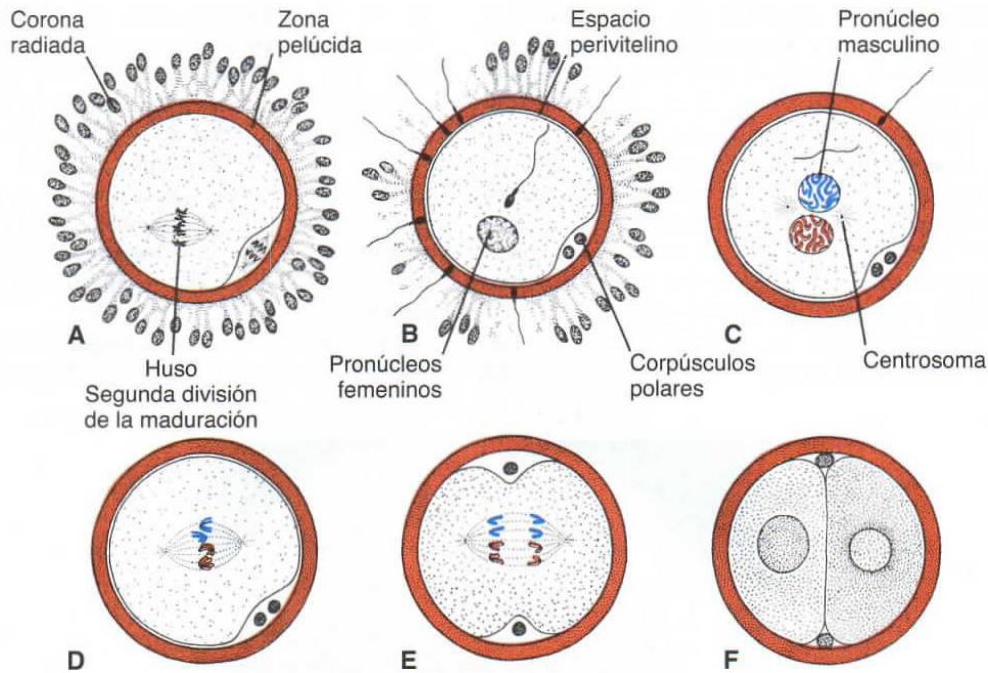 Corona
radiada
Zona
pelúcida
Espacio
perivitelino
Pronúcleo
masculino
A
B
C
Huso
Segunda división
de la maduración
Pronúcleos
femeninos
Corpúsculos
polares
Centrosoma
D
E
F